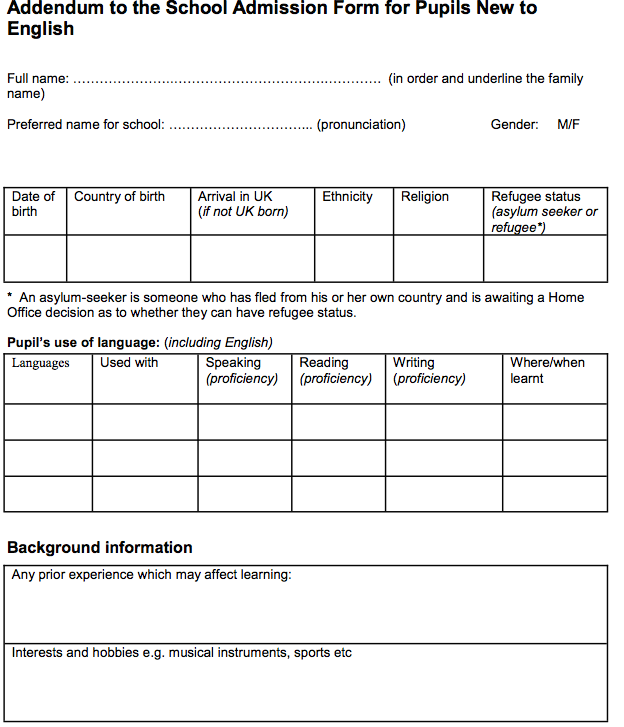 Addendum to the School Admission Form for Pupils New to
English
Full name: …………………..……………………………….…………. (in order and underline the family
name)
Preferred name for school: ………………………….. (pronunciation) Gender: M/F
Date of Country of birth Arrival in UK Ethnicity Religion Refugee status
birth (if not UK born) (asylum seeker or
refugee*)
* An asylum-seeker is someone who has fled from his or her own country and is awaiting a Home
Office decision as to whether they can have refugee status.
Pupil's use of language: (including English)
Languages Used with Speaking Reading Writing Where/when
(proficiency) (proficiency) (proficiency) learnt
Background information
Any prior experience which may affect learning:
Interests and hobbies e.g. musical instruments, sports etc